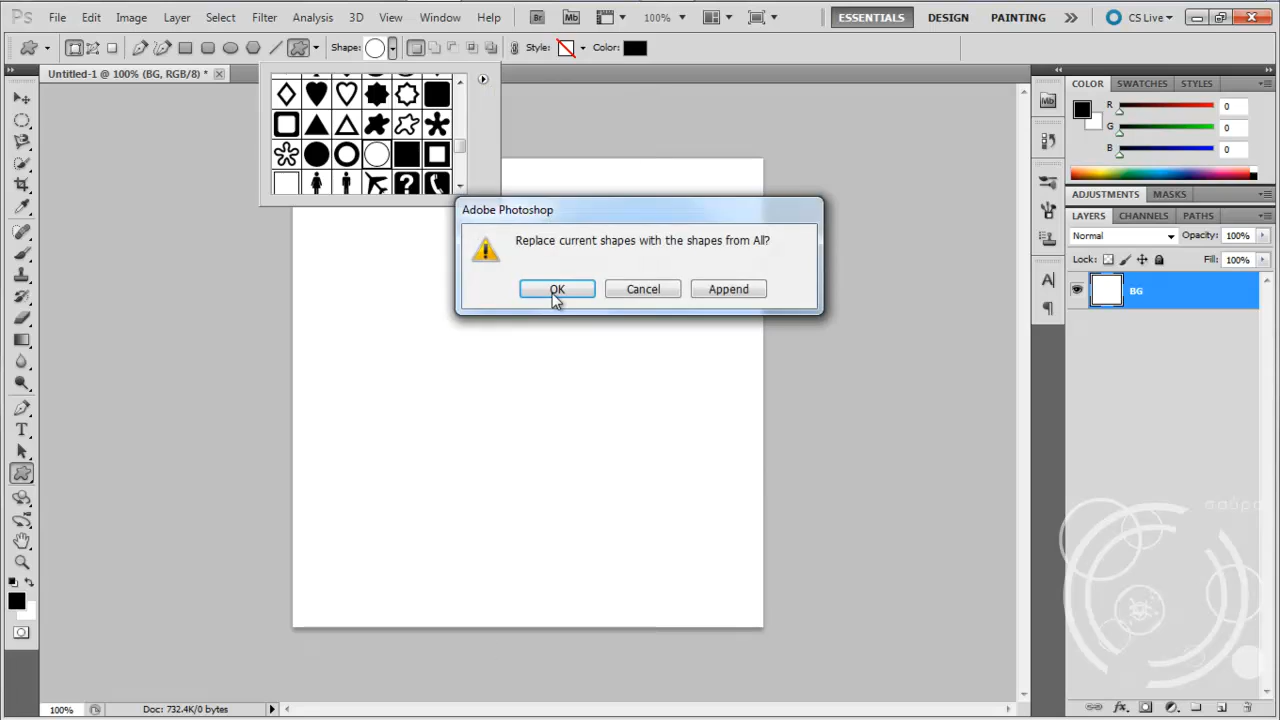 Ps File Edit Image Layer Select Filter Analysis 3D View Window Help Br Mb 100% ESSENTIALS DESIGN PAINTING CS Live
Shape: Style: Color:
Untitled-1 @ 100% (BG, RGB/8) *
COLOR SWATCHES STYLES
Mb
R 0
G 0
B 0
ADJUSTMENTS MASKS
LAYERS CHANNELS PATHS
Normal Opacity: 100%
Lock: Fill: 100%
BG
Adobe Photoshop
Replace current shapes with the shapes from All?
OK Cancel Append
T
100% Doc: 732.4K/0 bytes